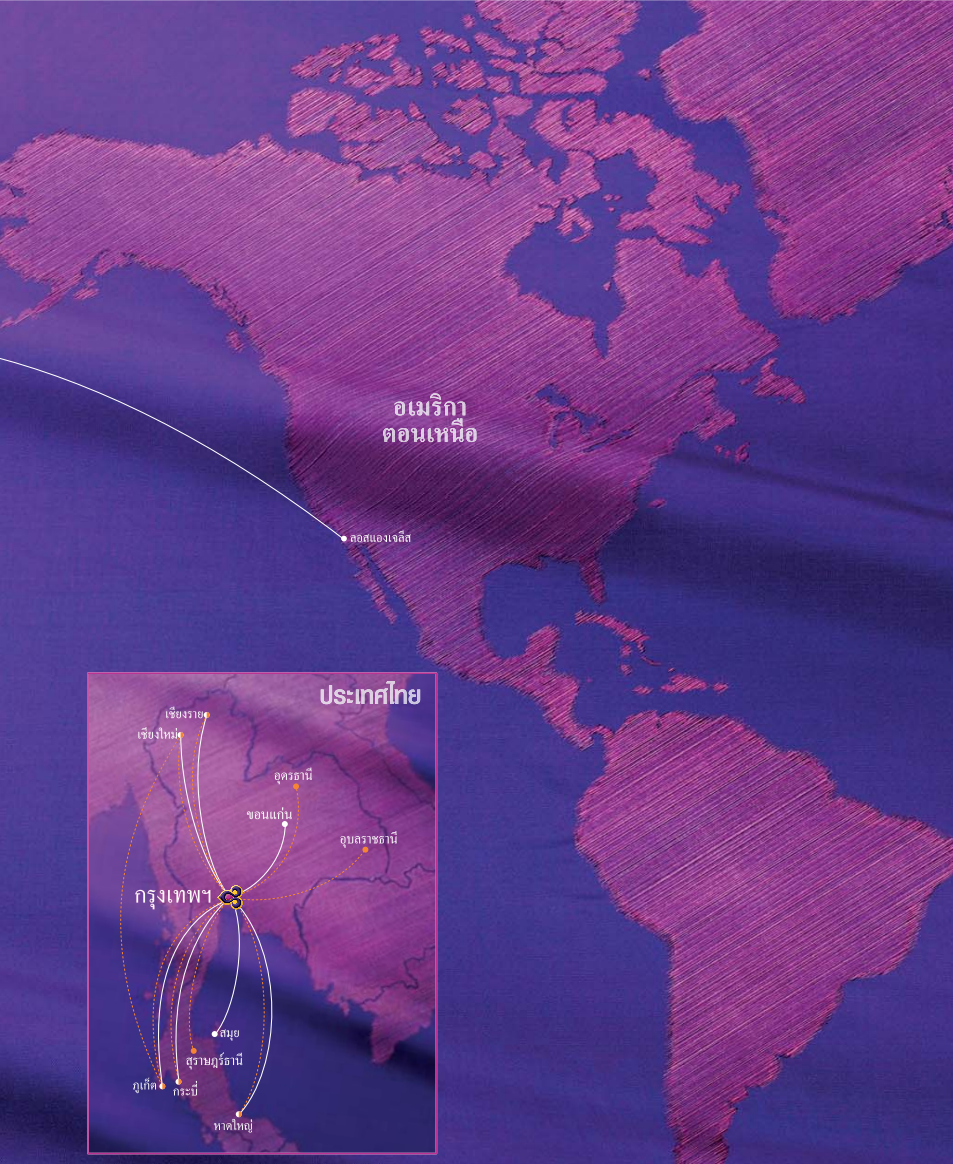 อเมริกา
ตอนเหนือ
ลอสแองเจลีส
ประเทศไทย
เชียงราย
เชียงใหม่
อุดรธานี
ขอนแก่น
อุบลราชธานี
กรุงเทพฯ
สมุย
สุราษฎร์ธานี
ภูเก็ต
กระบี่
หาดใหญ่